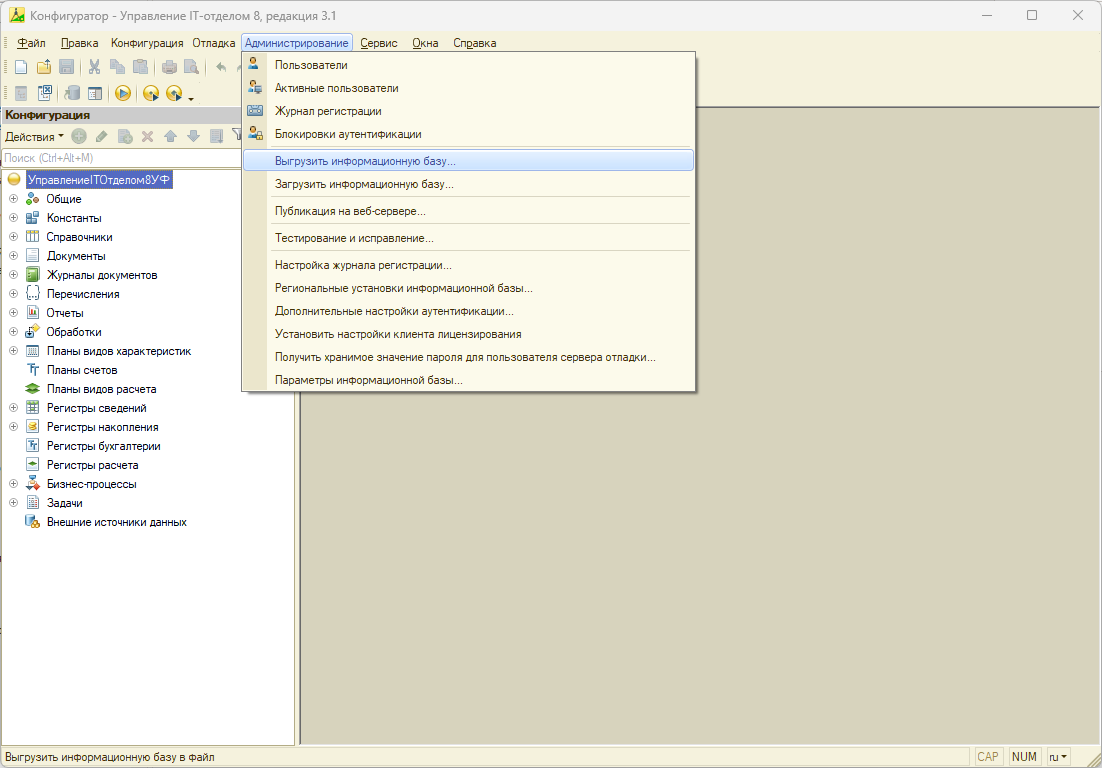 Конфигуратор - Управление IT-отделом 8, редакция 3.1
Файл Правка Конфигурация Отладка Администрирование Сервис Окна Справка
Пользователи
Активные пользователи
Журнал регистрации
Блокировки аутентификации
Выгрузить информационную базу...
Загрузить информационную базу...
Публикация на веб-сервере...
Тестирование и исправление...
Настройка журнала регистрации...
Региональные установки информационной базы...
Дополнительные настройки аутентификации...
Установить настройки клиента лицензирования
Получить хранимое значение пароля для пользователя сервера отладки...
Параметры информационной базы...
Конфигурация
Действия
Поиск (Ctrl+Alt+M)
УправлениеITОтделом8УФ
Общие
Константы
Справочники
Документы
Журналы документов
Перечисления
Отчеты
Обработки
Планы видов характеристик
Планы счетов
Планы видов расчета
Регистры сведений
Регистры накопления
Регистры бухгалтерии
Регистры расчета
Бизнес-процессы
Задачи
Внешние источники данных
Выгрузить информационную базу в файл
CAP NUM ru